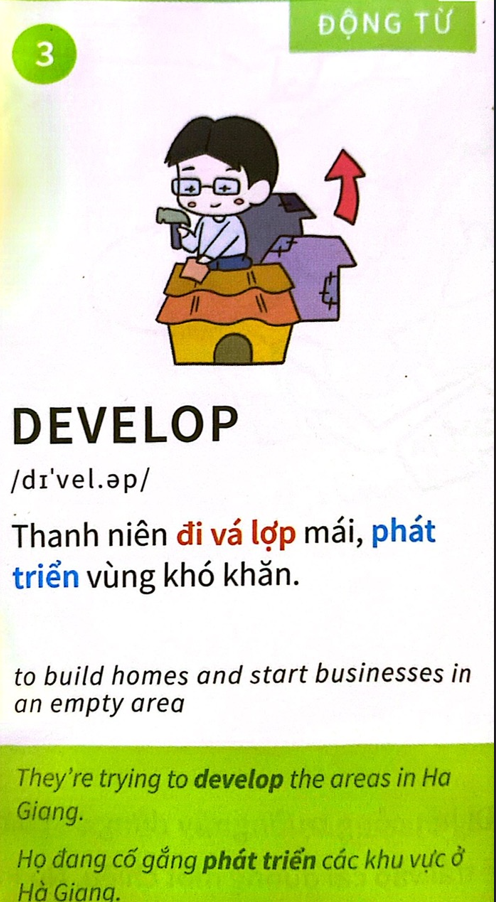 3
ĐỘNG TỪ
DEVELOP
/dɪˈvel.əp/
Thanh niên đi vá lợp mái, phát
triển vùng khó khăn.
to build homes and start businesses in
an empty area
They're trying to develop the areas in Ha
Giang.
Họ đang cố gắng phát triển các khu vực ở
Hà Giang.